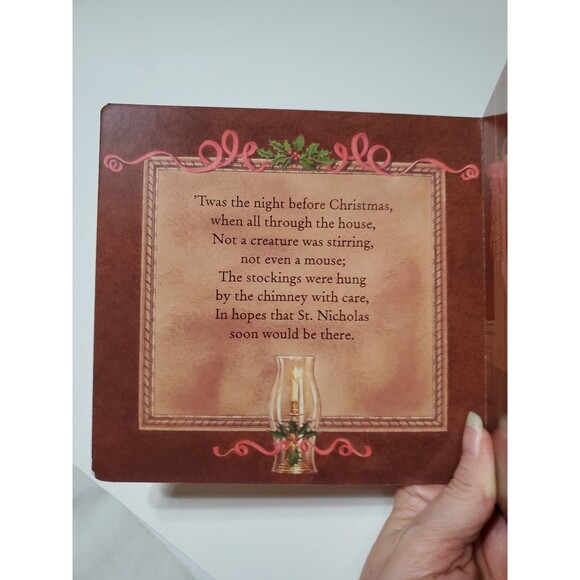 'Twas the night before Christmas,
when all through the house,
Not a creature was stirring,
not even a mouse;
The stockings were hung
by the chimney with care,
In hopes that St. Nicholas
soon would be there.